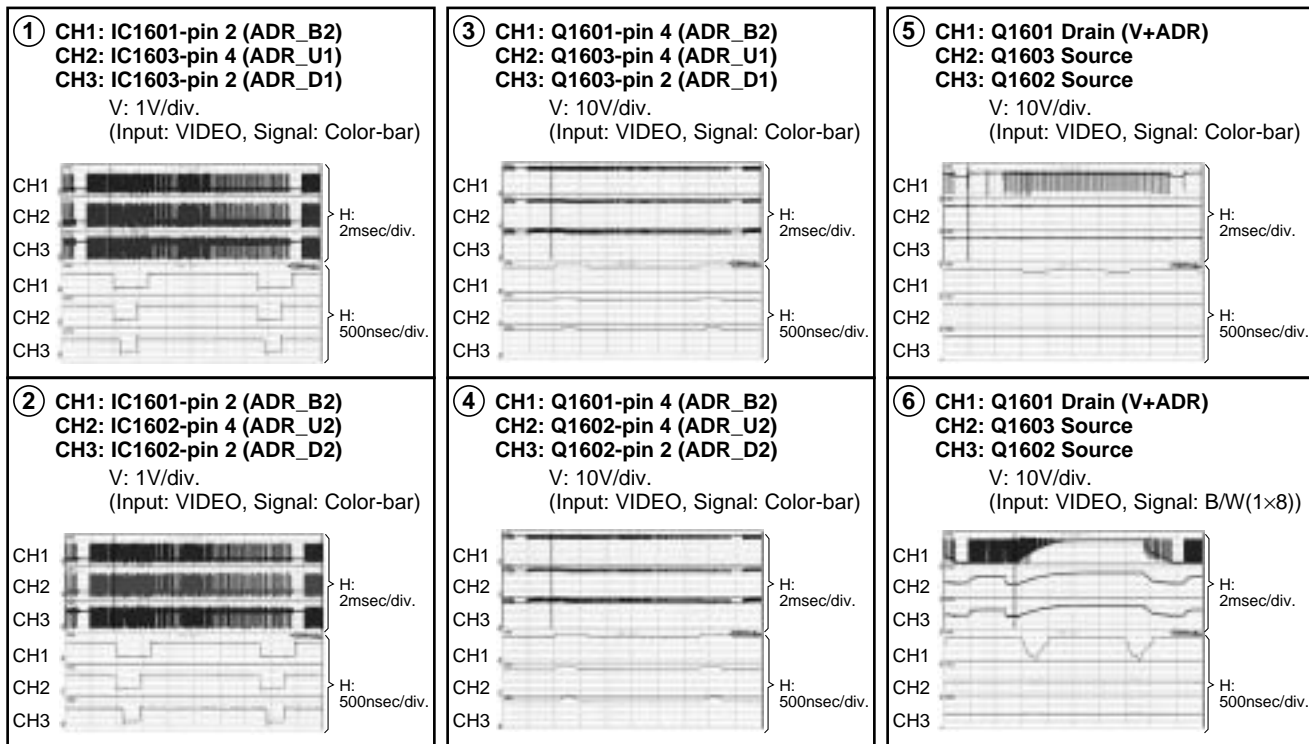 1 CH1: IC1601-pin 2 (ADR_B2)
CH2: IC1603-pin 4 (ADR_U1)
CH3: IC1603-pin 2 (ADR_D1)
V: 1V/div.
(Input: VIDEO, Signal: Color-bar)
CH1
CH2
CH3
H:
2msec/div.
CH1
CH2
CH3
H:
500nsec/div.
2 CH1: IC1601-pin 2 (ADR_B2)
CH2: IC1602-pin 4 (ADR_U2)
CH3: IC1602-pin 2 (ADR_D2)
V: 1V/div.
(Input: VIDEO, Signal: Color-bar)
CH1
CH2
CH3
H:
2msec/div.
CH1
CH2
CH3
H:
500nsec/div.
3 CH1: Q1601-pin 4 (ADR_B2)
CH2: Q1603-pin 4 (ADR_U1)
CH3: Q1603-pin 2 (ADR_D1)
V: 10V/div.
(Input: VIDEO, Signal: Color-bar)
CH1
CH2
CH3
H:
2msec/div.
CH1
CH2
CH3
H:
500nsec/div.
4 CH1: Q1601-pin 4 (ADR_B2)
CH2: Q1602-pin 4 (ADR_U2)
CH3: Q1602-pin 2 (ADR_D2)
V: 10V/div.
(Input: VIDEO, Signal: Color-bar)
CH1
CH2
CH3
H:
2msec/div.
CH1
CH2
CH3
H:
500nsec/div.
5 CH1: Q1601 Drain (V+ADR)
CH2: Q1603 Source
CH3: Q1602 Source
V: 10V/div.
(Input: VIDEO, Signal: Color-bar)
CH1
CH2
CH3
H:
2msec/div.
CH1
CH2
CH3
H:
500nsec/div.
6 CH1: Q1601 Drain (V+ADR)
CH2: Q1603 Source
CH3: Q1602 Source
V: 10V/div.
(Input: VIDEO, Signal: B/W(1×8))
CH1
CH2
CH3
H:
2msec/div.
CH1
CH2
CH3
H:
500nsec/div.